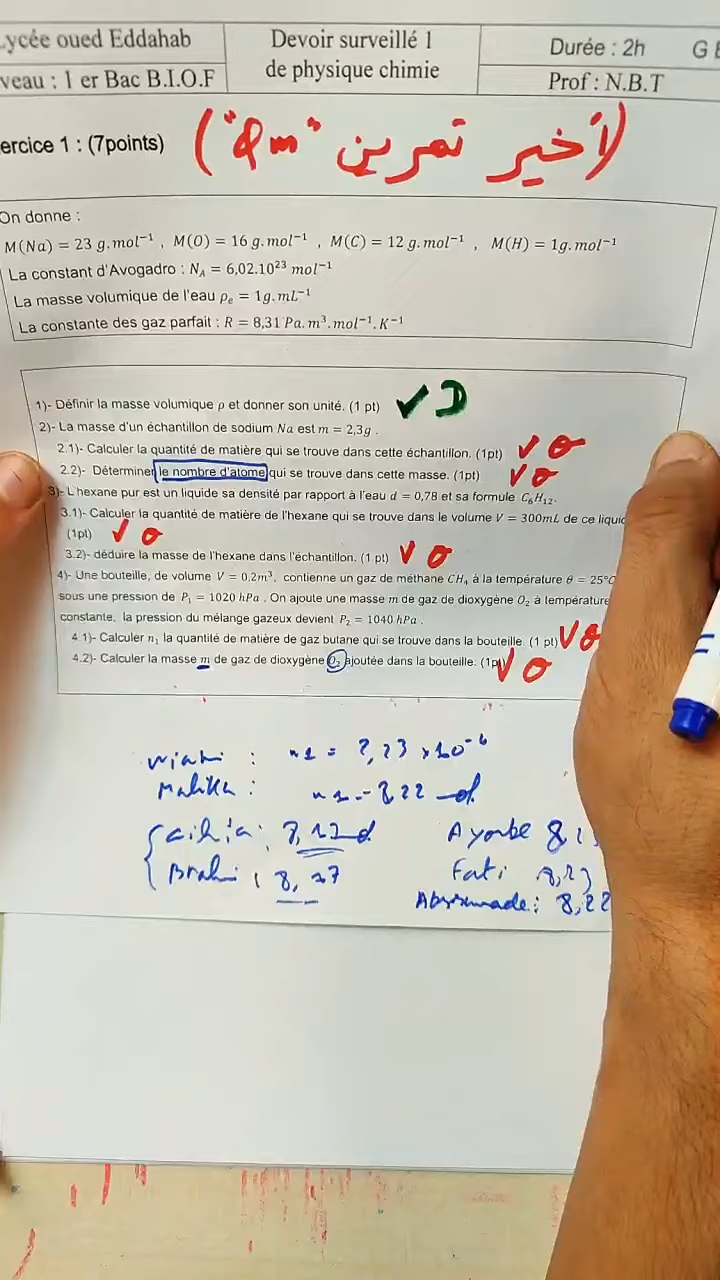 Lycée oued Eddahab
Devoir surveillé 1
de physique chimie
Durée : 2h G
veau : 1 er Bac B.I.O.F
Prof : N.B.T
ercice 1 : (7points)
(أخير تمرين "Qm")
On donne :
M(Na) = 23 g.mol⁻¹ , M(O) = 16 g.mol⁻¹ , M(C) = 12 g.mol⁻¹ , M(H) = 1g.mol⁻¹
La constant d'Avogadro : N_A = 6,02.10²³ mol⁻¹
La masse volumique de l'eau ρₑ = 1g.mL⁻¹
La constante des gaz parfait : R = 8,31 Pa.m³.mol⁻¹.K⁻¹
1)- Définir la masse volumique ρ et donner son unité. (1 pt)
2)- La masse d'un échantillon de sodium Na est m = 2,3g .
2.1)- Calculer la quantité de matière qui se trouve dans cette échantillon. (1pt)
2.2)- Déterminer le nombre d'atome qui se trouve dans cette masse. (1pt)
3)- L'hexane pur est un liquide sa densité par rapport à l'eau d = 0,78 et sa formule C₆H₁₂.
3.1)- Calculer la quantité de matière de l'hexane qui se trouve dans le volume V = 300mL de ce liquid
(1pt)
3.2)- déduire la masse de l'hexane dans l'échantillon. (1 pt)
4)- Une bouteille, de volume V = 0,2m³, contienne un gaz de méthane CH₄ à la température θ = 25°C
sous une pression de P₁ = 1020 hPa . On ajoute une masse m de gaz de dioxygène O₂ à température
constante, la pression du mélange gazeux devient P₂ = 1040 hPa .
4.1)- Calculer n₁ la quantité de matière de gaz butane qui se trouve dans la bouteille. (1 pt)
4.2)- Calculer la masse m de gaz de dioxygène O₂ ajoutée dans la bouteille. (1pt)
Malika :
Brahi : 8,
Fati 8,23
8,22